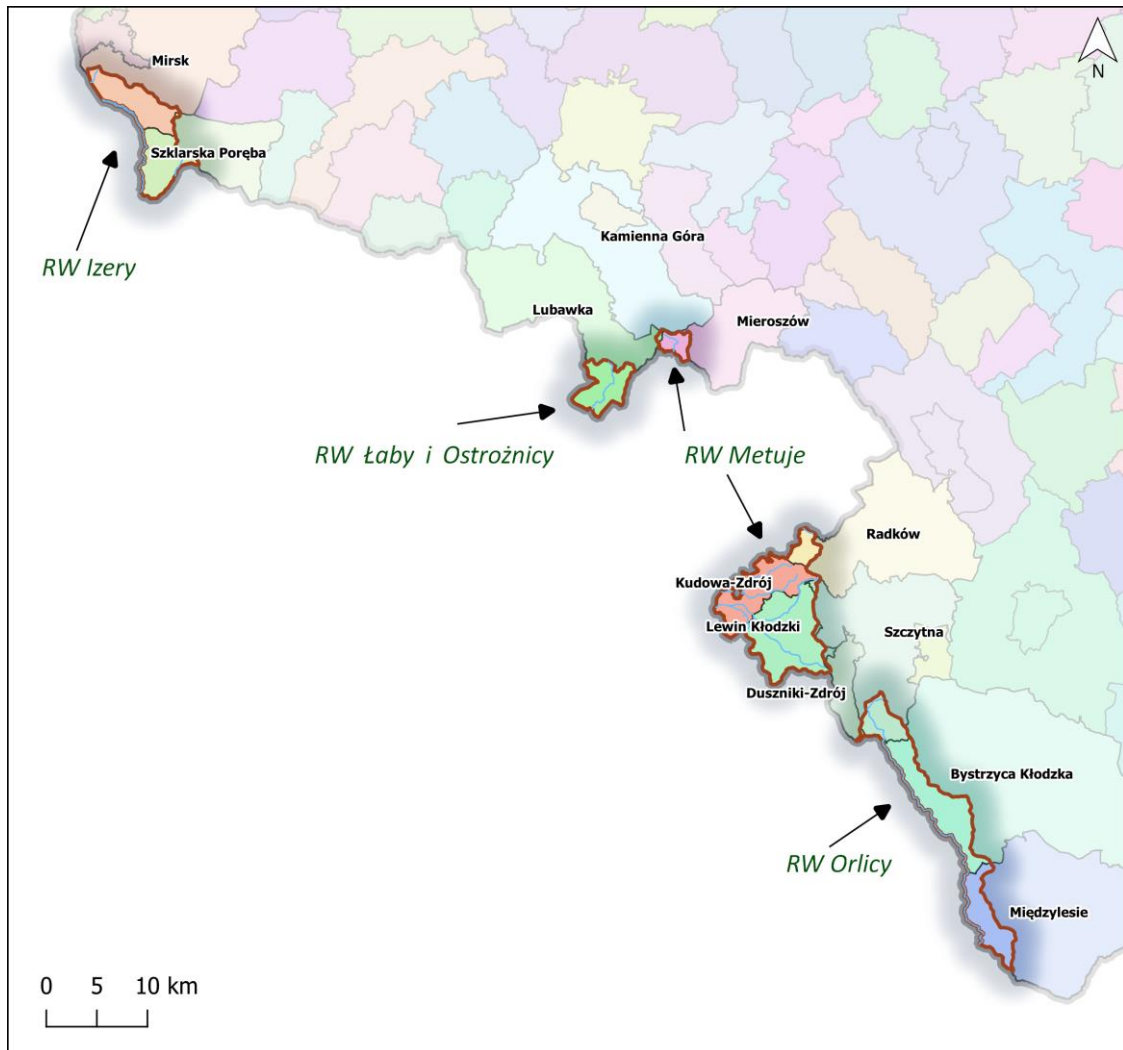 N
Mirsk
Szklarska Poręba
RW Izery
Kamienna Góra
Lubawka
Mieroszów
RW Łaby i Ostrożnicy
RW Metuje
Radków
Kudowa-Zdrój
Lewin Kłodzki
Szczytna
Duszniki-Zdrój
Bystrzyca Kłodzka
RW Orlicy
Międzylesie
0 5 10 km